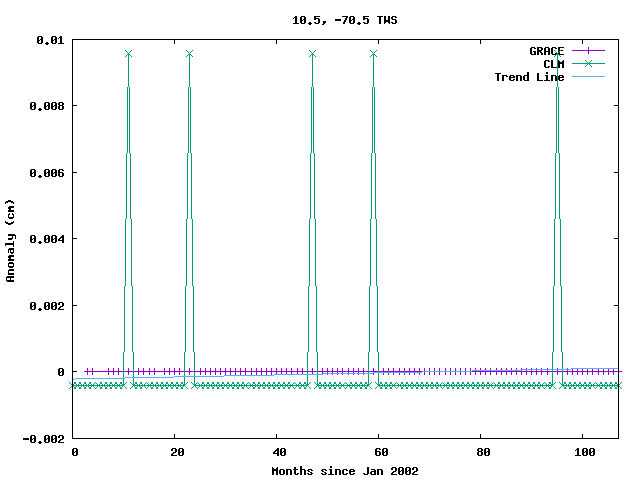 10.5, -70.5 TWS
0.01
GRACE
CLM
Trend Line
0.008
0.006
0.004
0.002
0
-0.002
Anomaly (cm)
0 20 40 60 80 100
Months since Jan 2002